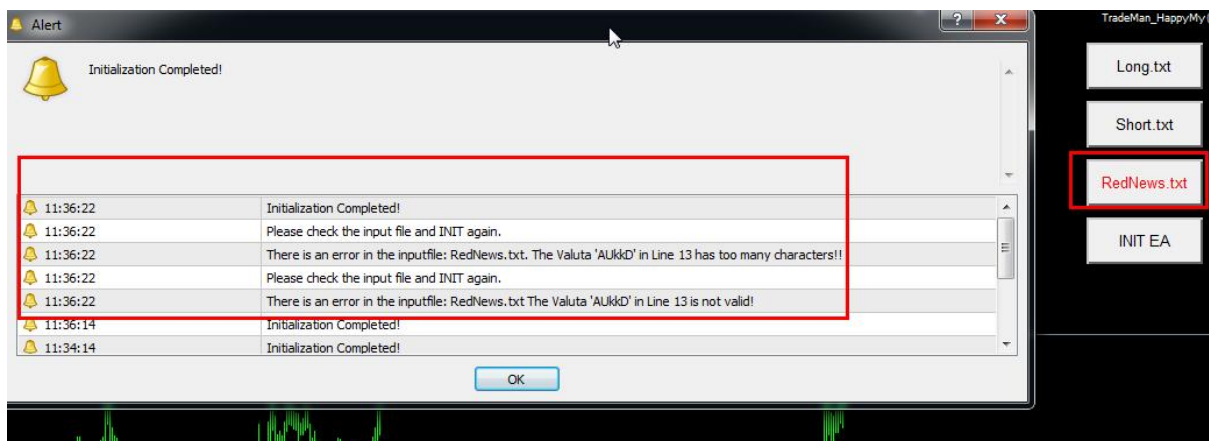 Alert
Initialization Completed!
11:36:22 Initialization Completed!
11:36:22 Please check the input file and INIT again.
11:36:22 There is an error in the inputfile: RedNews.txt. The Valuta 'AUkkD' in Line 13 has too many characters!!
11:36:22 Please check the input file and INIT again.
11:36:22 There is an error in the inputfile: RedNews.txt The Valuta 'AUkkD' in Line 13 is not valid!
11:36:14 Initialization Completed!
11:34:14 Initialization Completed!
OK
TradeMan_HappyMy
Long.txt
Short.txt
RedNews.txt
INIT EA